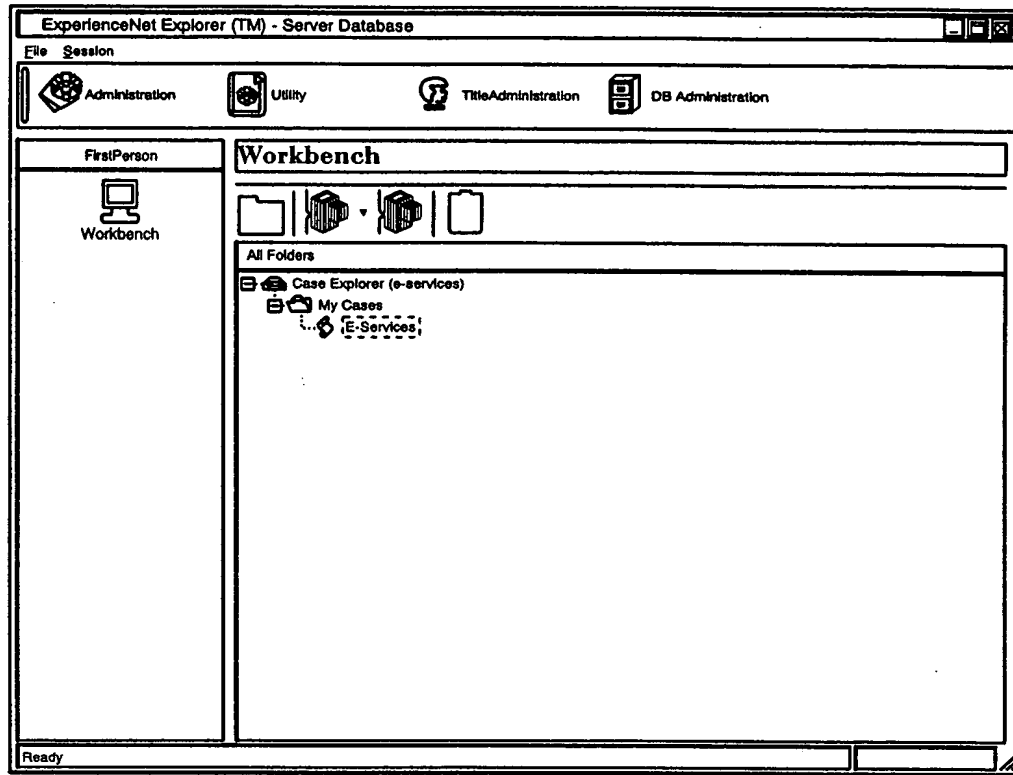 ExperienceNet Explorer (TM) - Server Database
File Session
Administration Utility TitleAdministration DB Administration
FirstPerson
Workbench
Workbench
All Folders
Case Explorer (e-services)
My Cases
E-Services
Ready